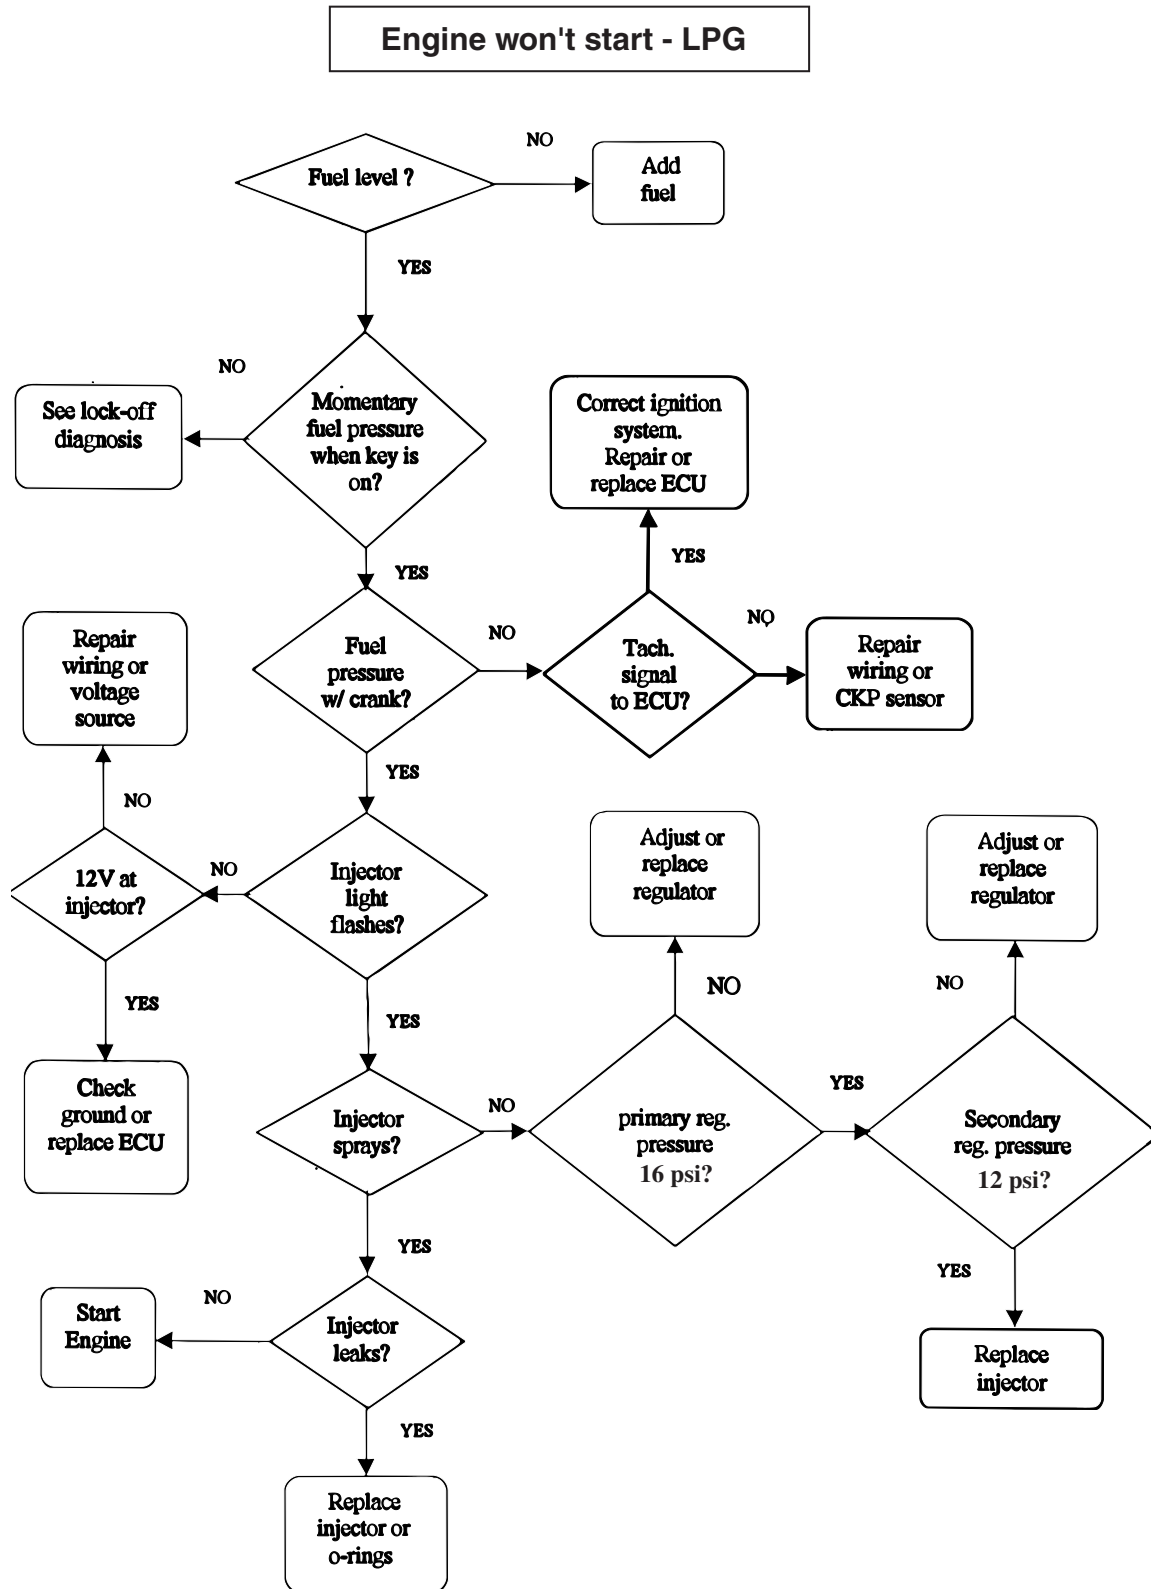 Engine won't start - LPG
NO
Fuel level ?
Add
fuel
YES
NO
See lock-off
diagnosis
Momentary
fuel pressure
when key is
on?
Correct ignition
system.
Repair or
replace ECU
YES
YES
Repair
wiring or
voltage
source
Fuel
pressure
w/ crank?
NO
Tach.
signal
to ECU?
NO
Repair
wiring or
CKP sensor
YES
NO
12V at
injector?
NO
Injector
light
flashes?
Adjust or
replace
regulator
Adjust or
replace
regulator
YES
YES
NO
NO
Check
ground or
replace ECU
Injector
sprays?
NO
primary reg.
pressure
16 psi?
YES
Secondary
reg. pressure
12 psi?
YES
YES
Start
Engine
NO
Injector
leaks?
Replace
injector
YES
Replace
injector or
o-rings